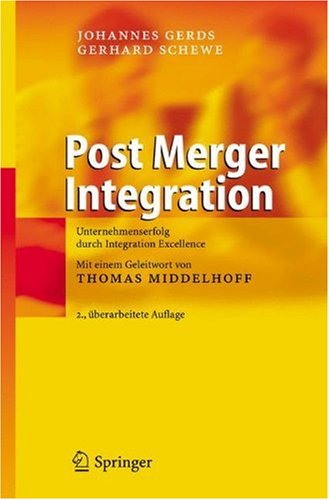 JOHANNES GERDS
GERHARD SCHEWE
Post Merger
Integration
Unternehmenserfolg
durch Integration Excellence
Mit einem Geleitwort von
THOMAS MIDDELHOFF
2., überarbeitete Auflage
Springer